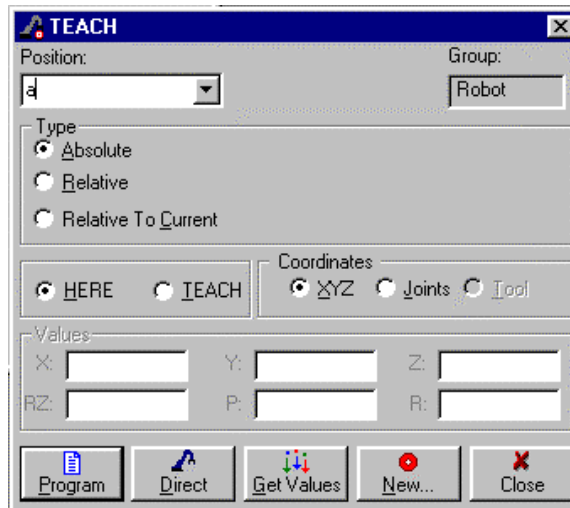 TEACH
Position: Group:
a Robot
Type
Absolute
Relative
Relative To Current
Coordinates
HERE TEACH XYZ Joints Tool
Values
X: Y: Z:
RZ: P: R:
Program Direct Get Values New... Close